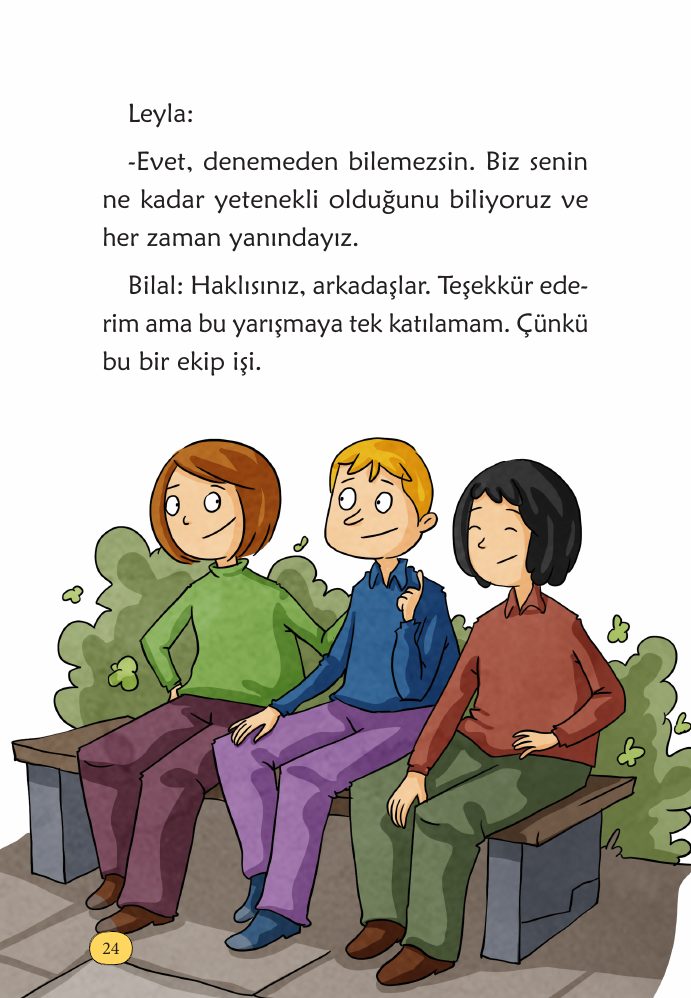 Leyla:
-Evet, denemeden bilemezsin. Biz senin
ne kadar yetenekli olduğunu biliyoruz ve
her zaman yanındayız.
Bilal: Haklısınız, arkadaşlar. Teşekkür ede-
rim ama bu yarışmaya tek katılamam. Çünkü
bu bir ekip işi.
24